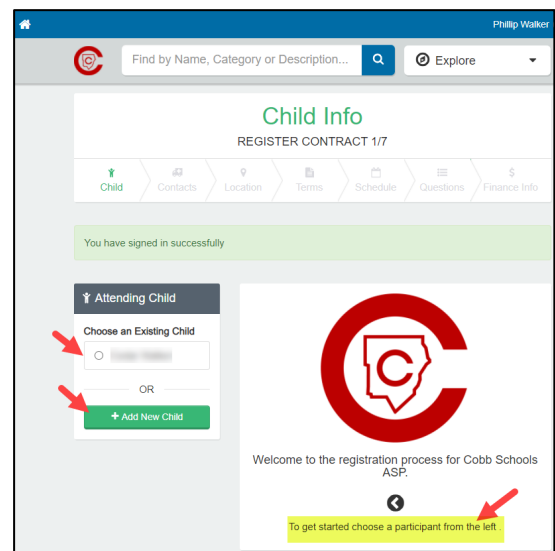 Phillip Walker
Find by Name, Category or Description...
Explore
Child Info
REGISTER CONTRACT 1/7
Child
Contacts
Location
Terms
Schedule
Questions
Finance Info
You have signed in successfully
Attending Child
Choose an Existing Child
OR
+ Add New Child
C
C
Welcome to the registration process for Cobb Schools
ASP.
To get started choose a participant from the left .